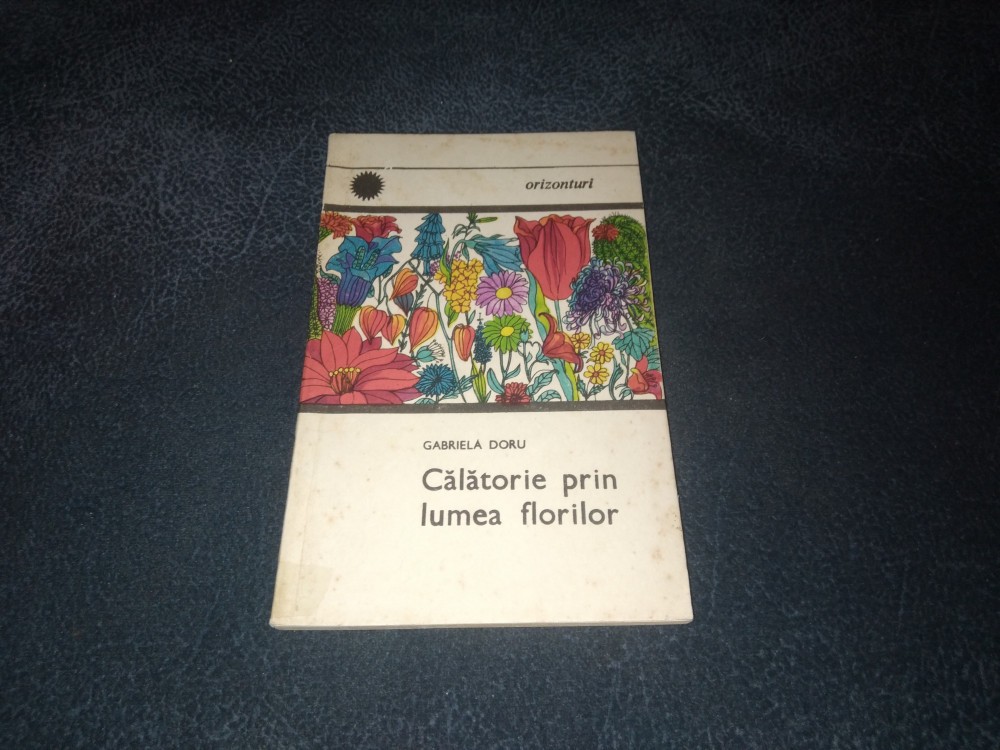 orizonturi
GABRIELA DORU
Călătorie prin
lumea florilor